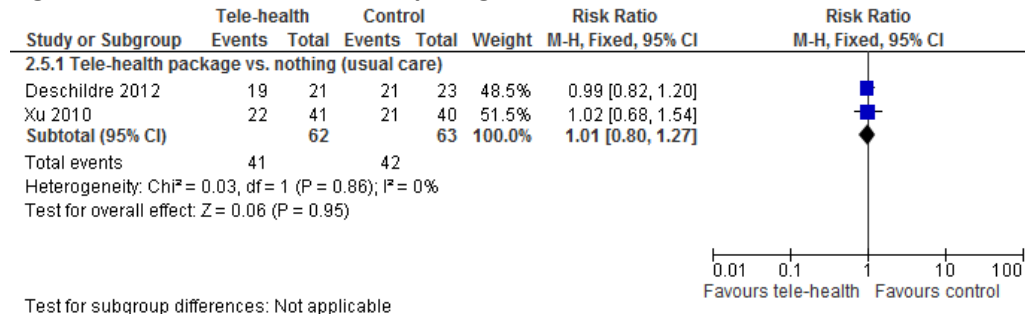 Tele-health Control Risk Ratio Risk Ratio
Study or Subgroup Events Total Events Total Weight M-H, Fixed, 95% CI M-H, Fixed, 95% CI
2.5.1 Tele-health package vs. nothing (usual care)
Deschildre 2012 19 21 21 23 48.5% 0.99 [0.82, 1.20]
Xu 2010 22 41 21 40 51.5% 1.02 [0.68, 1.54]
Subtotal (95% CI) 62 63 100.0% 1.01 [0.80, 1.27]
Total events 41 42
Heterogeneity: Chi² = 0.03, df = 1 (P = 0.86); I² = 0%
Test for overall effect: Z = 0.06 (P = 0.95)
0.01 0.1 1 10 100
Favours tele-health Favours control
Test for subgroup differences: Not applicable